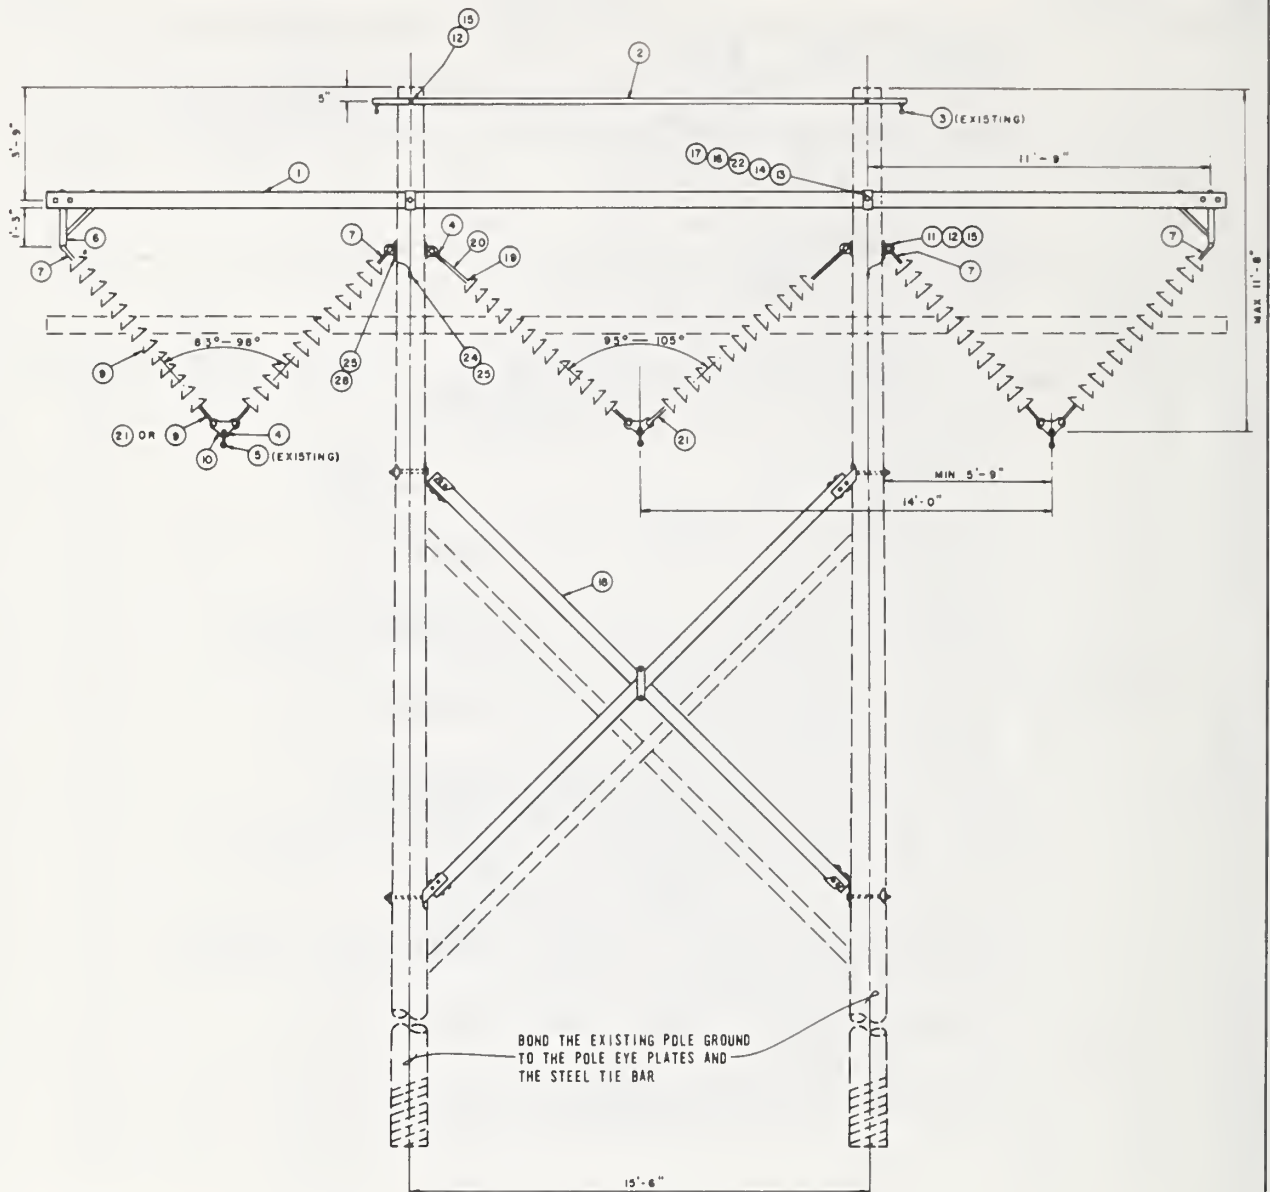 15
12
2
5"
3 (EXISTING)
3'-9"
17 16 22 14 13
11'-9"
1
1'-3"
6
7
7
4
20
19
11 12 15
7
7
MAX 11'-8"
83°-98°
95°-105°
9
25
26
24
25
21 OR 9
4
10
5 (EXISTING)
21
MIN 5'-9"
14'-0"
18
BOND THE EXISTING POLE GROUND
TO THE POLE EYE PLATES AND
THE STEEL TIE BAR
15'-6"